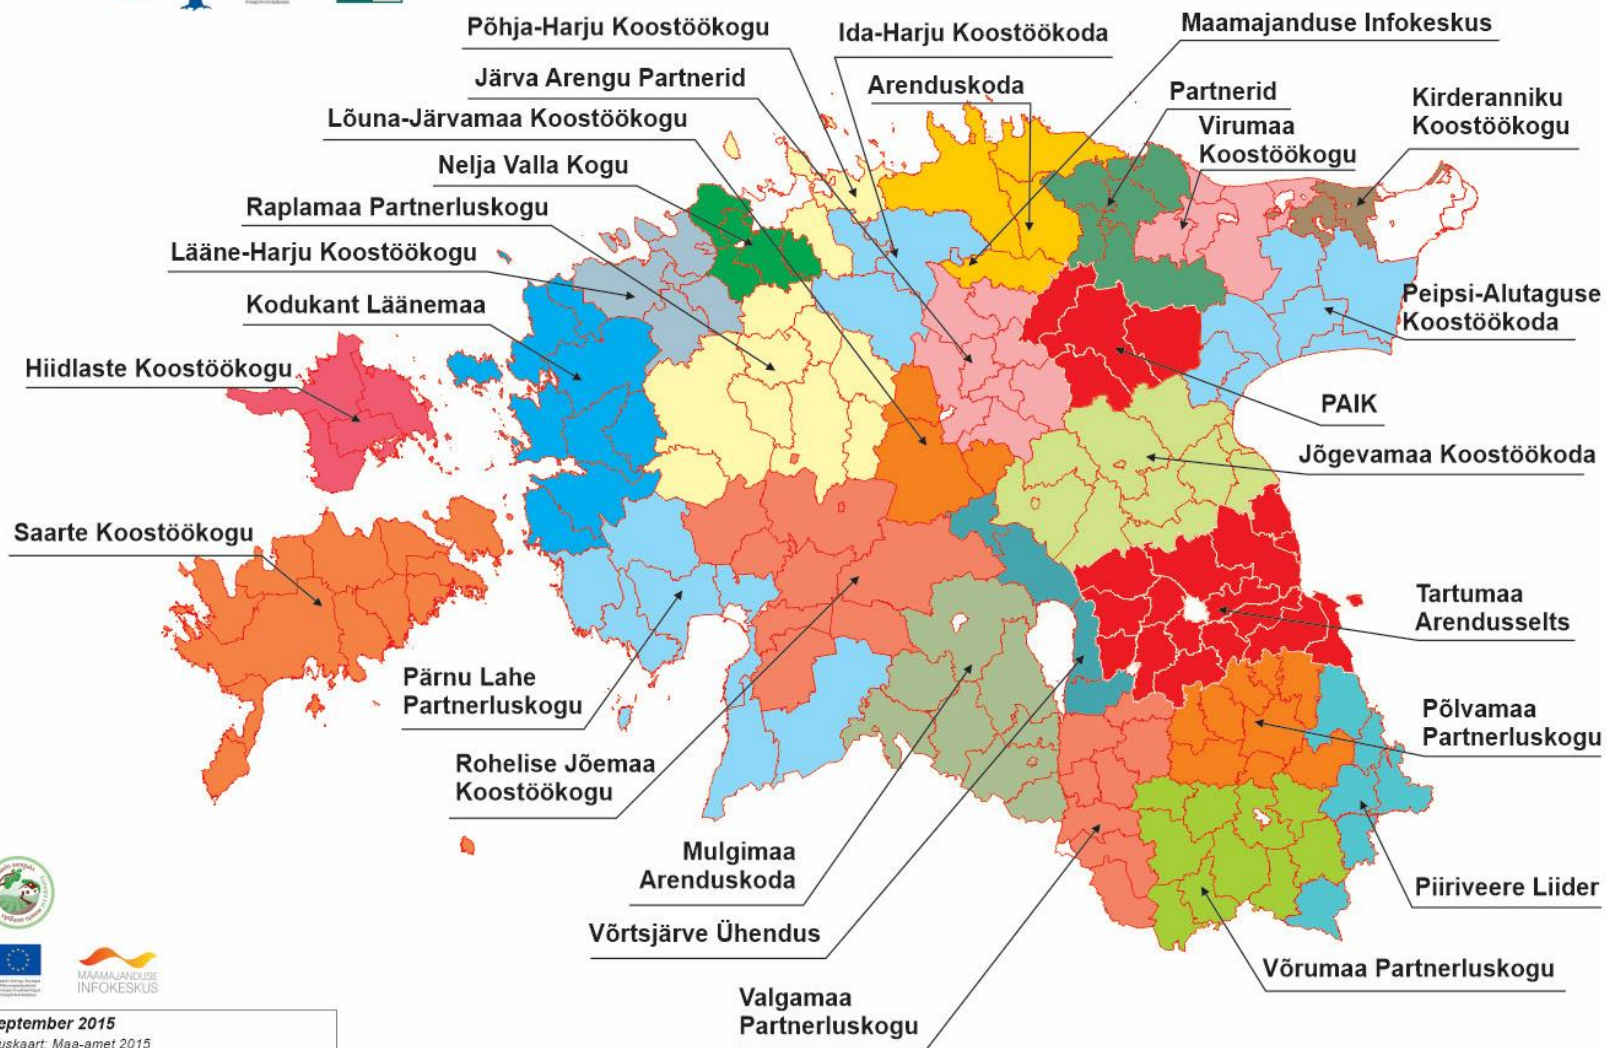 Põhja-Harju Koostöökogu
Ida-Harju Koostöökoda
Maamajanduse Infokeskus
Järva Arengu Partnerid
Arenduskoda
Partnerid
Kirderanniku
Koostöökogu
Lõuna-Järvamaa Koostöökogu
Virumaa
Koostöökogu
Nelja Valla Kogu
Raplamaa Partnerluskogu
Lääne-Harju Koostöökogu
Kodukant Läänemaa
Peipsi-Alutaguse
Koostöökoda
Hiidlaste Koostöökogu
PAIK
Jõgevamaa Koostöökoda
Saarte Koostöökogu
Tartumaa
Arendusselts
Pärnu Lahe
Partnerluskogu
Põlvamaa
Partnerluskogu
Rohelise Jõemaa
Koostöökogu
Mulgimaa
Arenduskoda
Piiriveere Liider
Võrtsjärve Ühendus
Võrumaa Partnerluskogu
MAAMAJANDUSE
INFOKESKUS
Valgamaa
Partnerluskogu
eptember 2015
uskaart: Maa-amet 2015